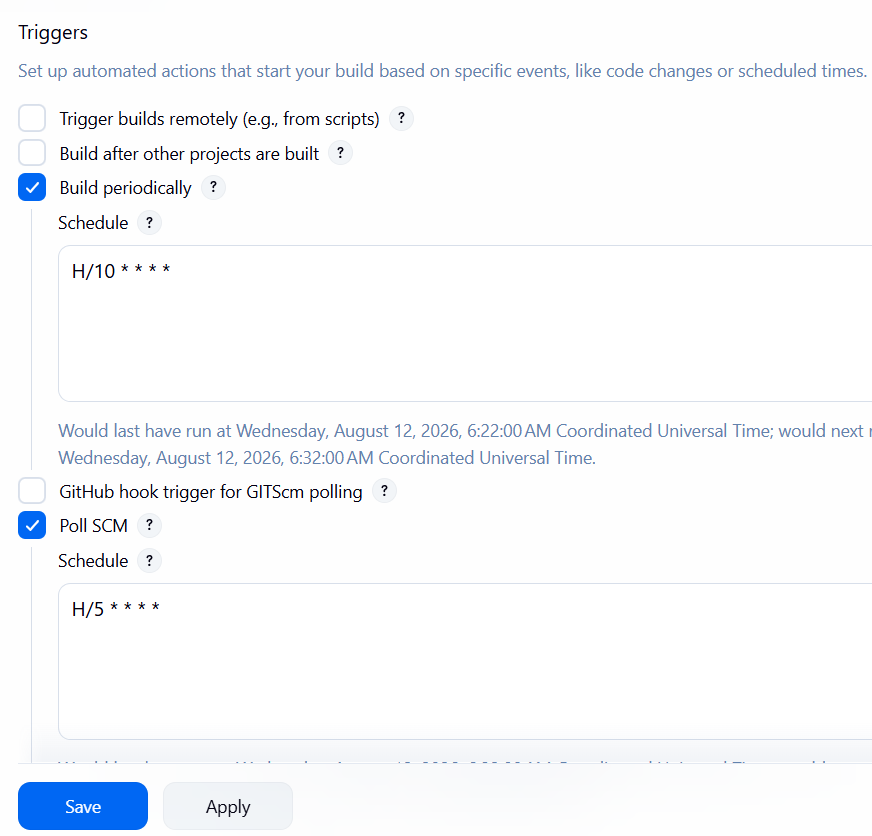 Triggers
Set up automated actions that start your build based on specific events, like code changes or scheduled times.
Trigger builds remotely (e.g., from scripts) ?
Build after other projects are built ?
Build periodically ?
Schedule ?
H/10 * * * *
Would last have run at Wednesday, August 12, 2026, 6:22:00 AM Coordinated Universal Time; would next
Wednesday, August 12, 2026, 6:32:00 AM Coordinated Universal Time.
GitHub hook trigger for GITScm polling ?
Poll SCM ?
Schedule ?
H/5 * * * *
Save Apply